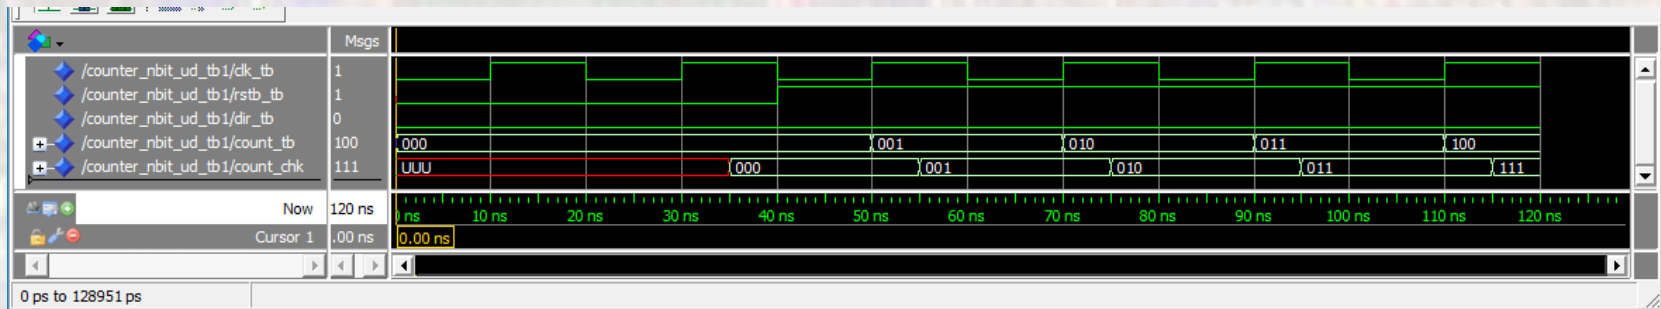 Msgs
/counter_nbit_ud_tb1/clk_tb 1
/counter_nbit_ud_tb1/rstb_tb 1
/counter_nbit_ud_tb1/dir_tb 0
/counter_nbit_ud_tb1/count_tb 100 000 001 010 011 100
/counter_nbit_ud_tb1/count_chk 111 UUU 000 001 010 011 111
Now 120 ns ns 10 ns 20 ns 30 ns 40 ns 50 ns 60 ns 70 ns 80 ns 90 ns 100 ns 110 ns 120 ns
Cursor 1 .00 ns 0.00 ns
0 ps to 128951 ps